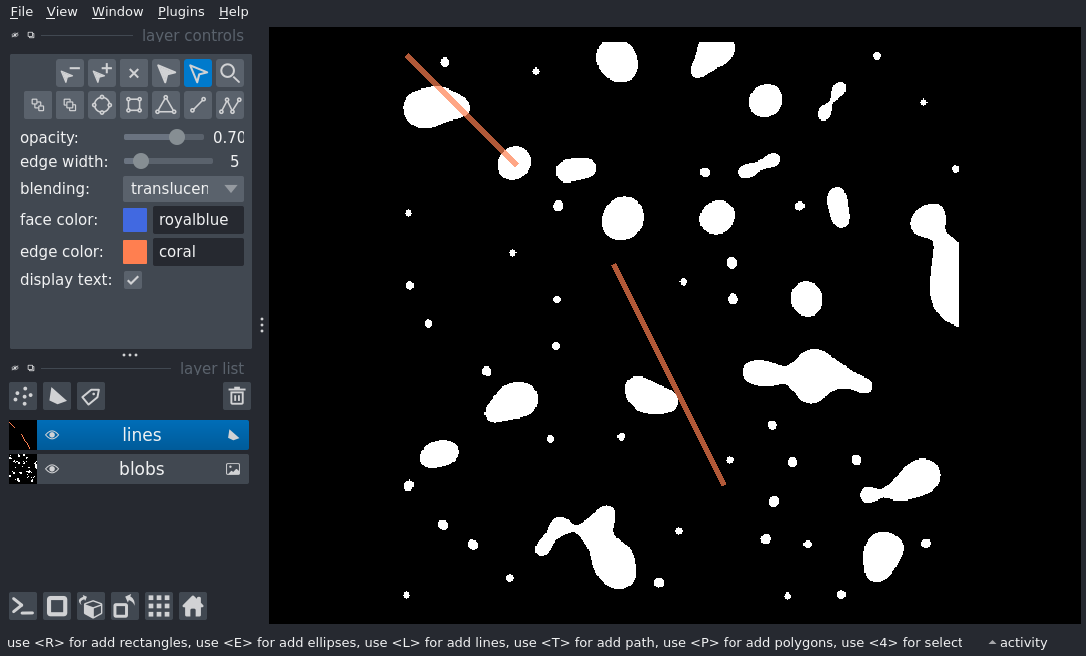 File View Window Plugins Help
layer controls
opacity: 0.70
edge width: 5
blending: translucen
face color: royalblue
edge color: coral
display text:
layer list
lines
blobs
use <R> for add rectangles, use <E> for add ellipses, use <L> for add lines, use <T> for add path, use <P> for add polygons, use <4> for select
activity